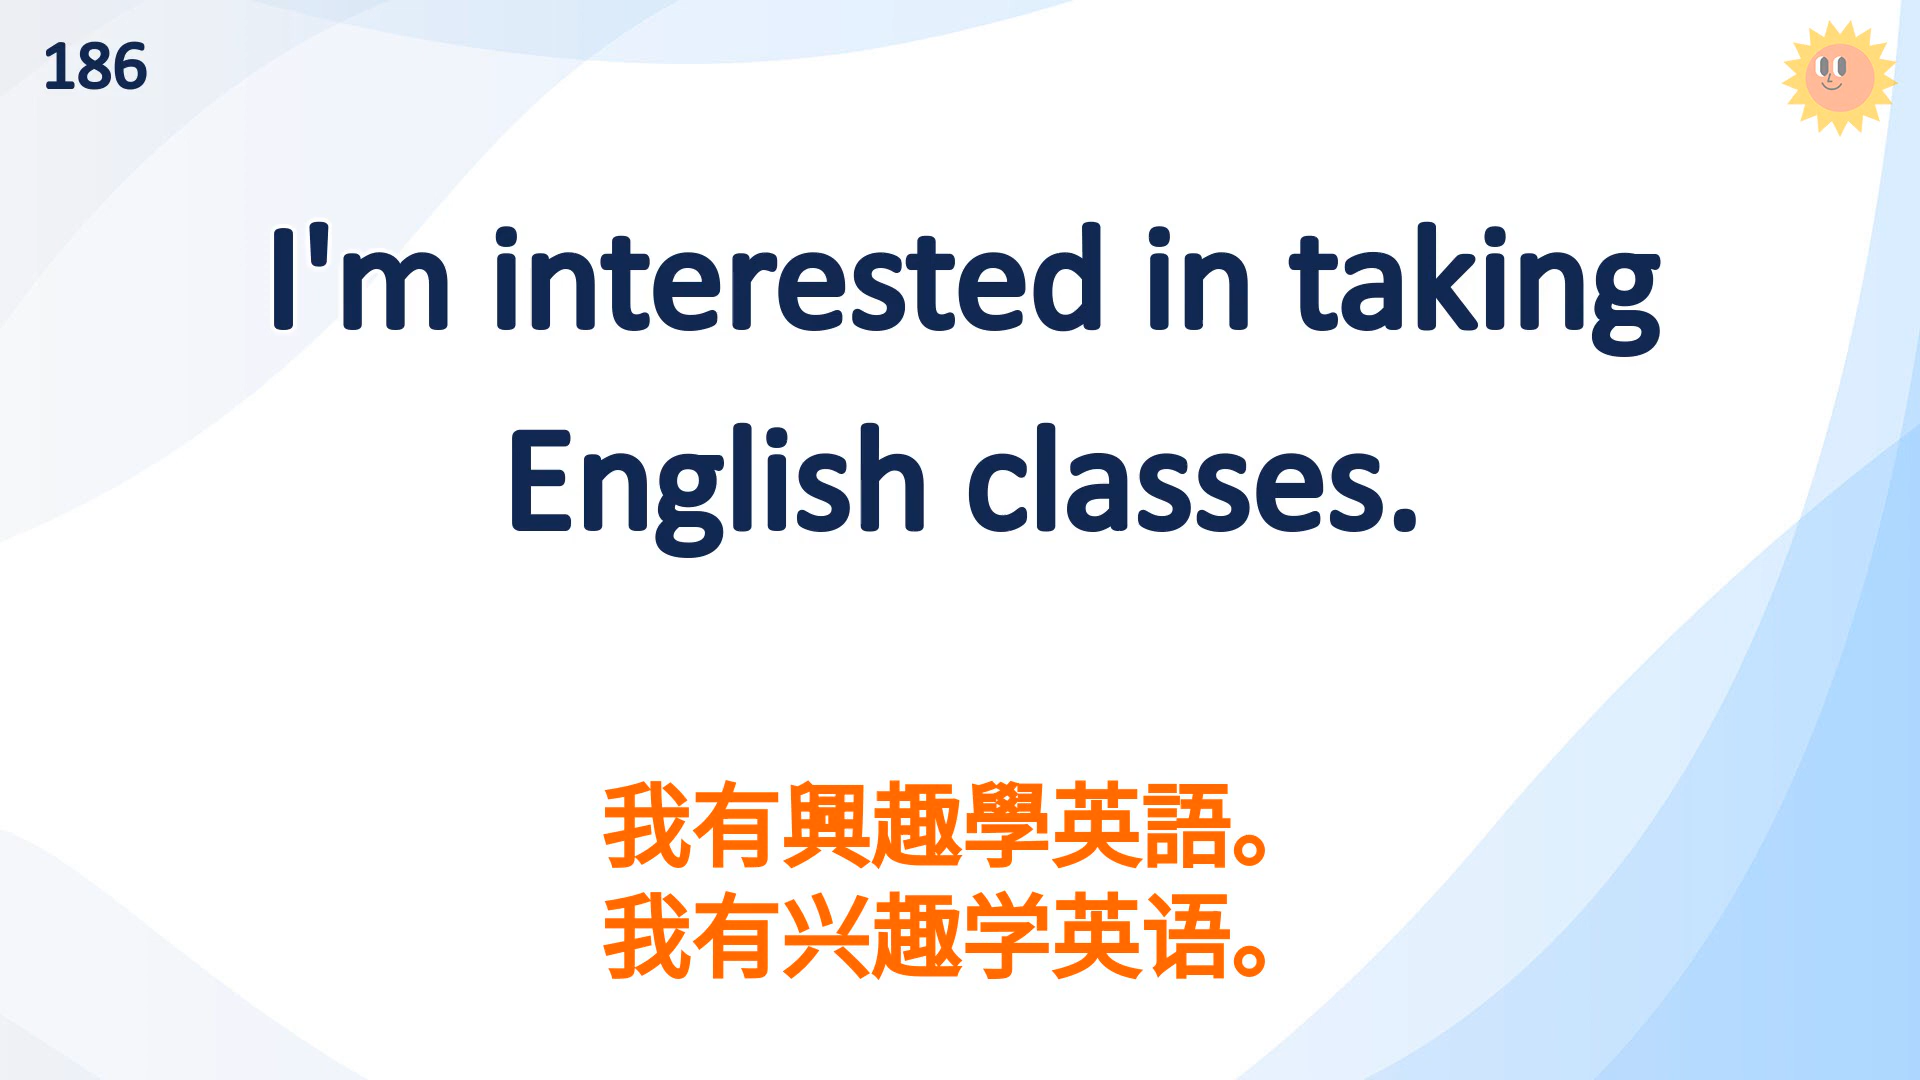 186
I'm interested in taking
English classes.
我有興趣學英語。
我有兴趣学英语。